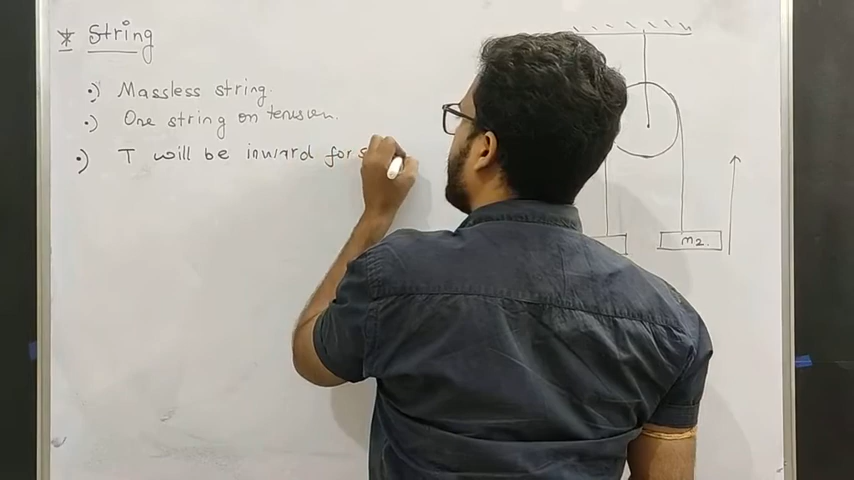 * String
•) Massless string.
•) One string on tension.
•) T will be inward for
m2.